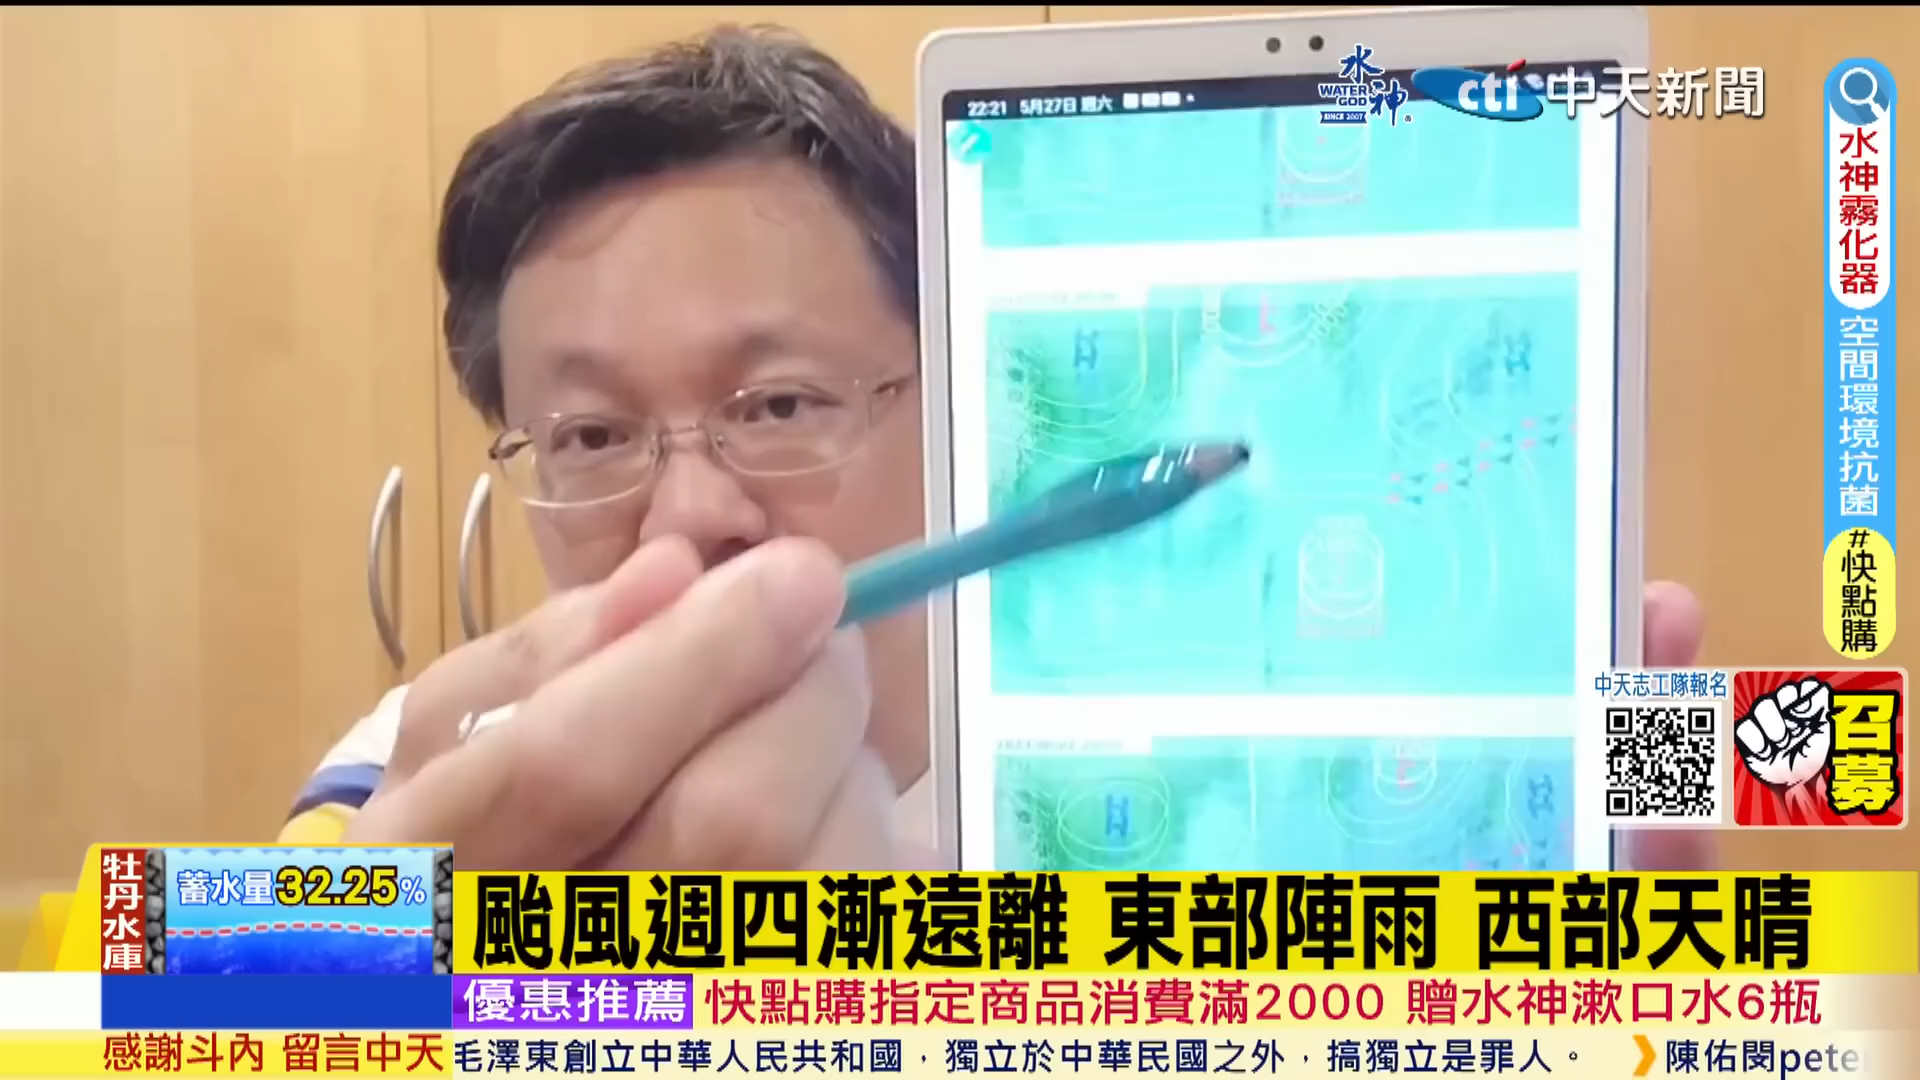 22:21 5月27日 週六
水神
WATER GOD
SINCE 2007
cti 中天新聞
水神霧化器
空間環境抗菌
#快點購
中天志工隊報名
召募
牡丹水庫
蓄水量32.25%
颱風週四漸遠離 東部陣雨 西部天晴
優惠推薦
快點購指定商品消費滿2000 贈水神漱口水6瓶
感謝斗內 留言中天
毛澤東創立中華人民共和國，獨立於中華民國之外，搞獨立是罪人。
陳佑閔peter